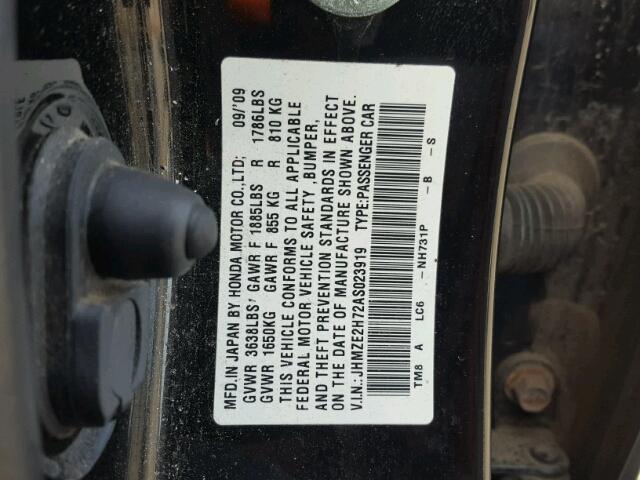 MFD.IN JAPAN BY HONDA MOTOR CO.,LTD; 09/'09
GVWR 3638LBS' GAWR F 1885LBS R 1786LBS
GVWR 1650KG GAWR F 855 KG R 810 KG
THIS VEHICLE CONFORMS TO ALL APPLICABLE
FEDERAL MOTOR VEHICLE SAFETY ,BUMPER,
AND THEFT PREVENTION STANDARDS IN EFFECT
ON THE DATE OF MANUFACTURE SHOWN ABOVE.
V.I.N.: JHMZE2H72AS023919 TYPE:PASSENGER CAR
TM8 A LC6 -NH731P -B -S